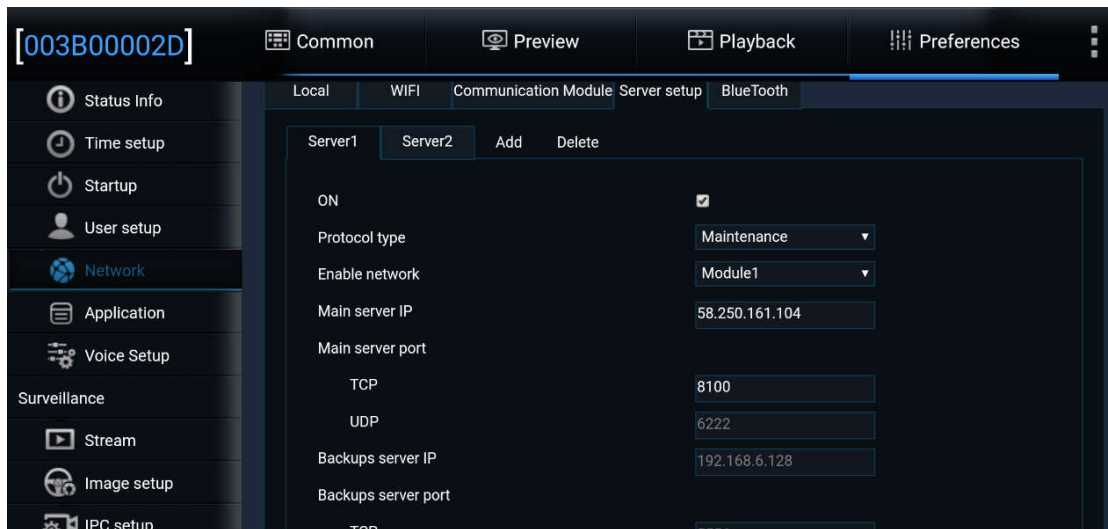 [003B00002D]
Common
Preview
Playback
Preferences
Status Info
Time setup
Startup
User setup
Network
Application
Voice Setup
Surveillance
Stream
Image setup
IPC setup
Local WIFI Communication Module Server setup BlueTooth
Server1 Server2 Add Delete
ON
Protocol type Maintenance
Enable network Module1
Main server IP 58.250.161.104
Main server port
TCP 8100
UDP 6222
Backups server IP 192.168.6.128
Backups server port
TCP